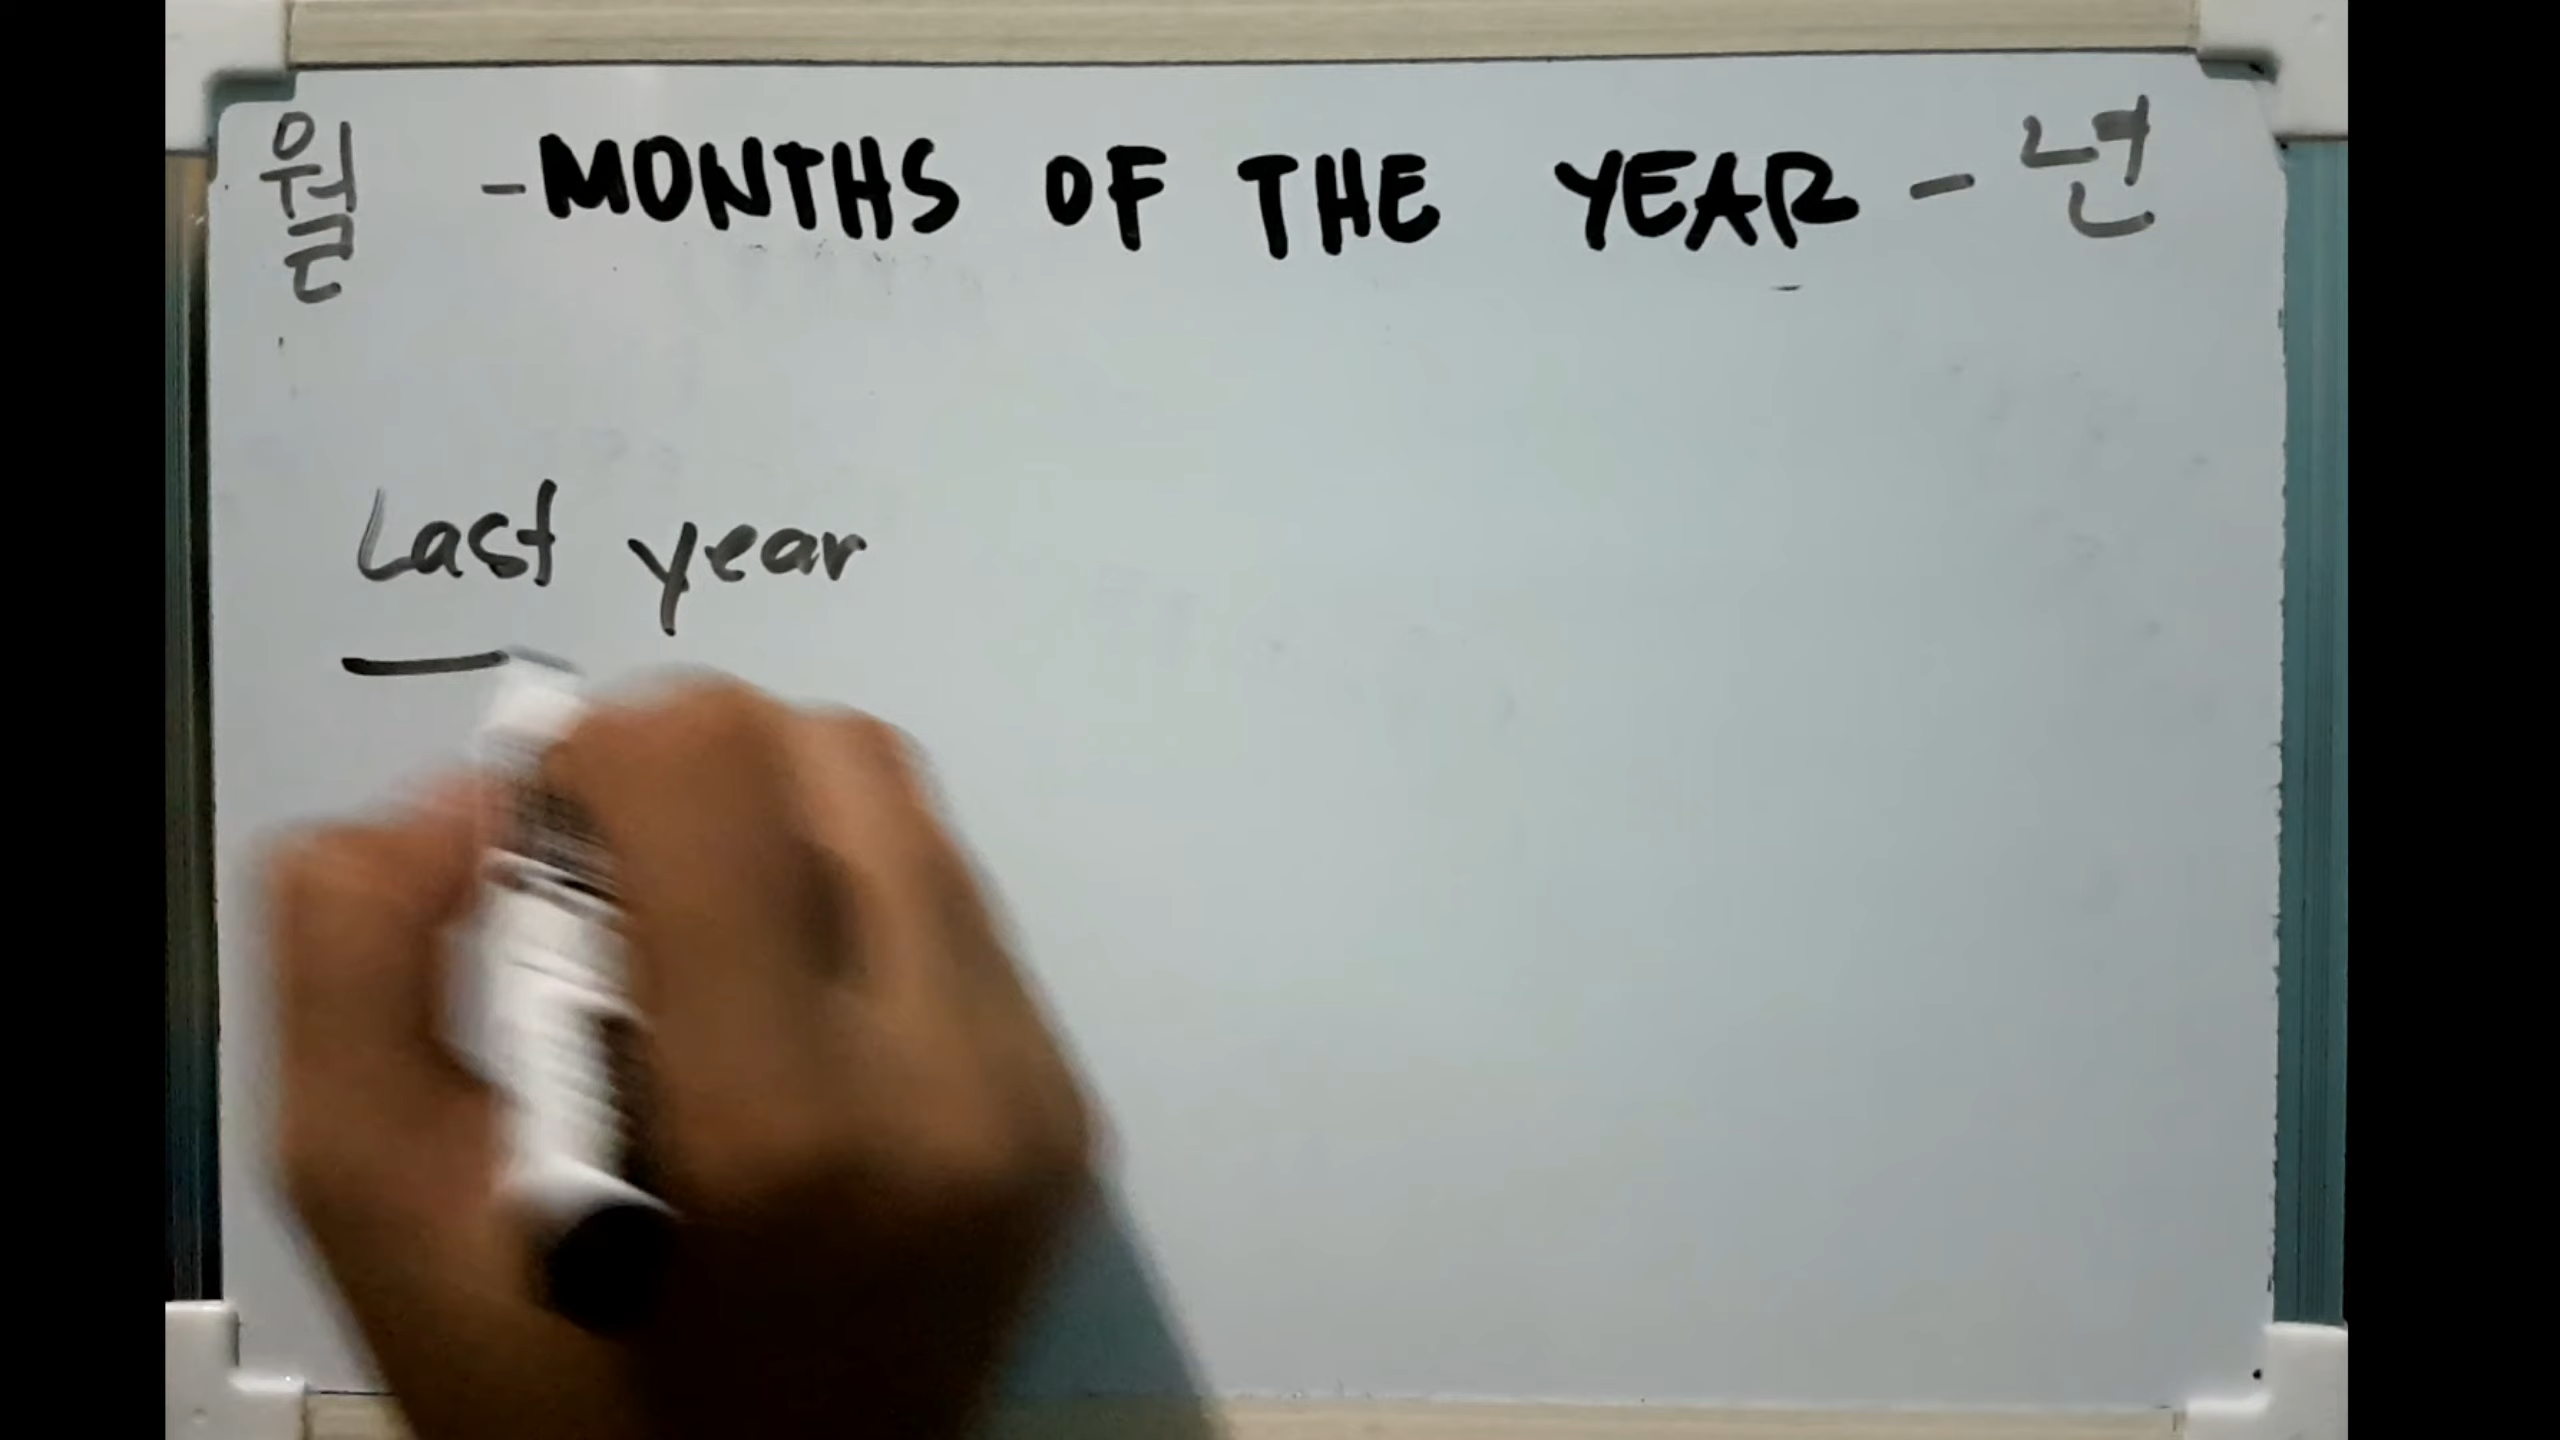 월 -MONTHS OF THE YEAR - 년
Last year